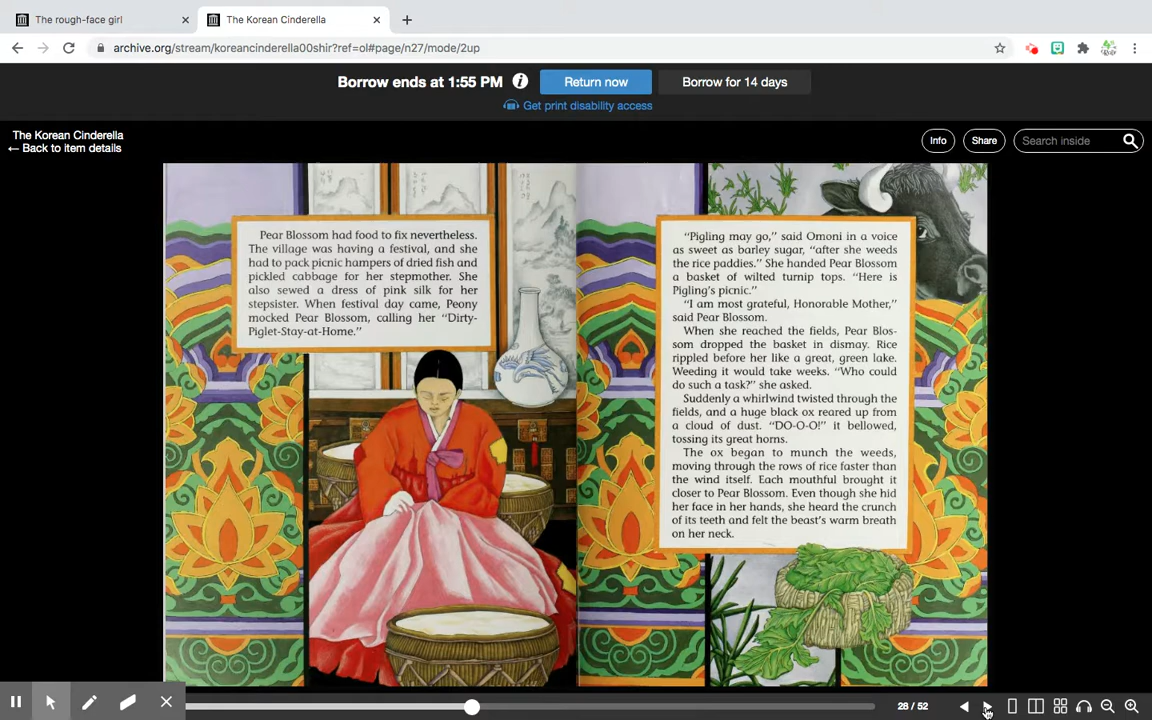 The rough-face girl
The Korean Cinderella
archive.org/stream/koreancinderella00shir?ref=ol#page/n27/mode/2up
Borrow ends at 1:55 PM
Return now
Borrow for 14 days
Get print disability access
The Korean Cinderella
← Back to item details
Info
Share
Search inside
Pear Blossom had food to fix nevertheless.
The village was having a festival, and she
had to pack picnic hampers of dried fish and
pickled cabbage for her stepmother. She
also sewed a dress of pink silk for her
stepsister. When festival day came, Peony
mocked Pear Blossom, calling her “Dirty-
Piglet-Stay-at-Home.”
“Pigling may go,” said Omoni in a voice
as sweet as barley sugar, “after she weeds
the rice paddies.” She handed Pear Blossom
a basket of wilted turnip tops. “Here is
Pigling’s picnic.”
“I am most grateful, Honorable Mother,”
said Pear Blossom.
When she reached the fields, Pear Blos-
som dropped the basket in dismay. Rice
rippled before her like a great, green lake.
Weeding it would take weeks. “Who could
do such a task?” she asked.
Suddenly a whirlwind twisted through the
fields, and a huge black ox reared up from
a cloud of dust. “DO-O-O!” it bellowed,
tossing its great horns.
The ox began to munch the weeds,
moving through the rows of rice faster than
the wind itself. Each mouthful brought it
closer to Pear Blossom. Even though she hid
her face in her hands, she heard the crunch
of its teeth and felt the beast’s warm breath
on her neck.
28 / 52